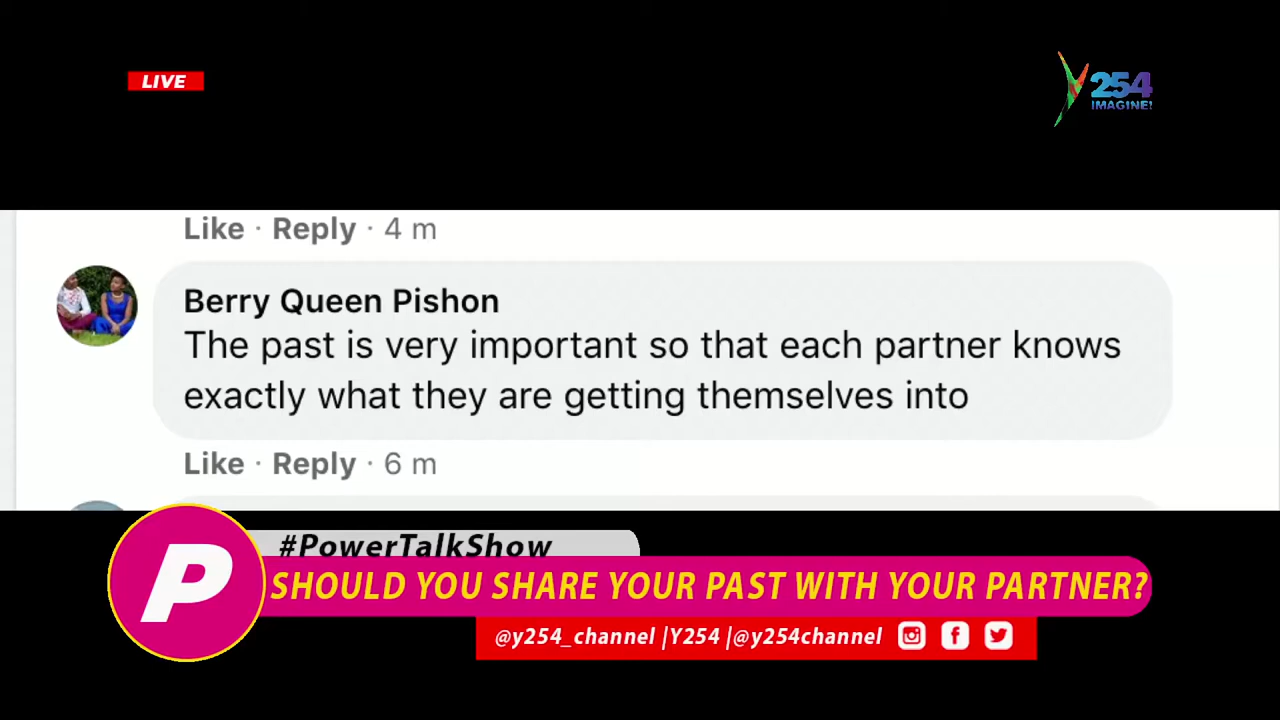 LIVE
254
IMAGINE!
Like · Reply · 4 m
Berry Queen Pishon
The past is very important so that each partner knows
exactly what they are getting themselves into
Like · Reply · 6 m
#PowerTalkShow
P
SHOULD YOU SHARE YOUR PAST WITH YOUR PARTNER?
@y254_channel |Y254 |@y254channel